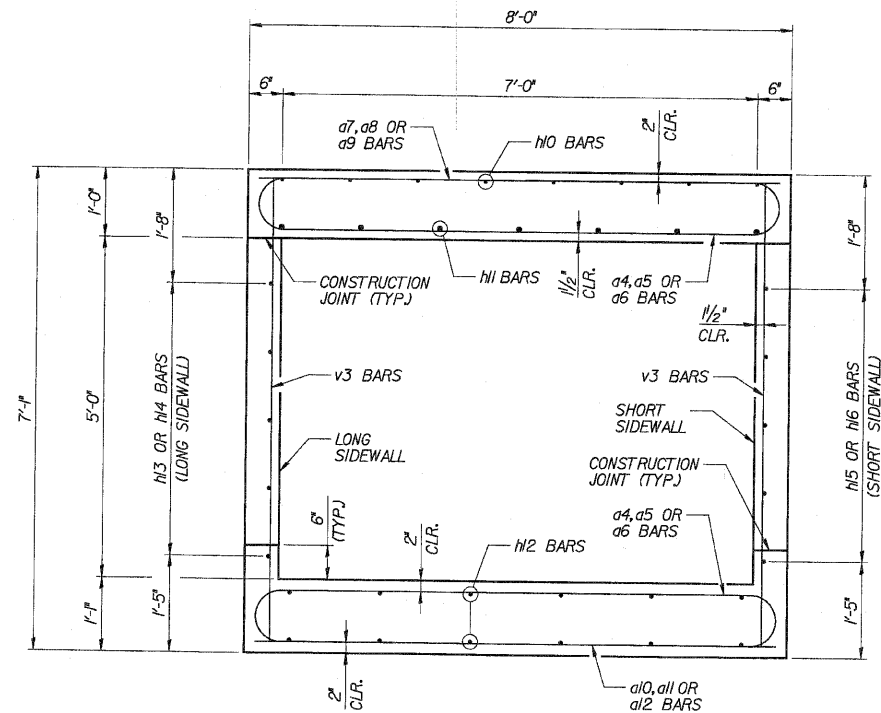 8'-0"
6"
7'-0"
6"
a7,a8 OR
a9 BARS
h10 BARS
2"
CLR.
1'-0"
1'-8"
1'-8"
CONSTRUCTION
JOINT (TYP.)
h11 BARS
1 1/2"
CLR.
a4,a5 OR
a6 BARS
1 1/2"
CLR.
7'-1"
5'-0"
h13 OR h14 BARS
(LONG SIDEWALL)
v3 BARS
v3 BARS
LONG
SIDEWALL
SHORT
SIDEWALL
CONSTRUCTION
JOINT (TYP.)
h15 OR h16 BARS
(SHORT SIDEWALL)
6"
(TYP.)
2"
CLR.
h12 BARS
a4,a5 OR
a6 BARS
1'-1"
1'-5"
1'-5"
2"
CLR.
a10,a11 OR
a12 BARS